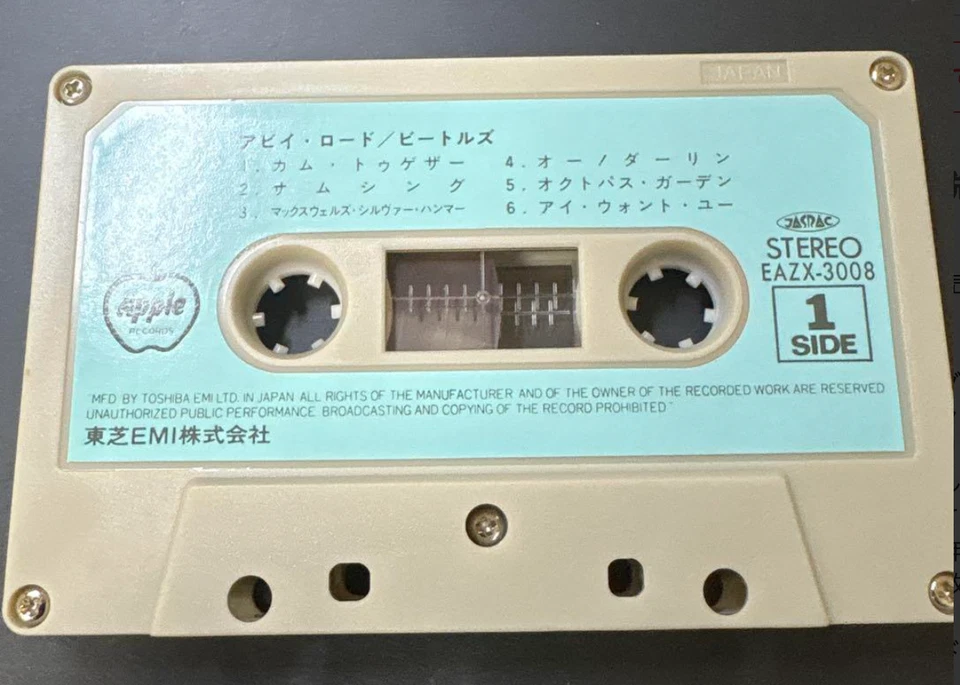 JAPAN
アビイ・ロード/ビートルズ
1. カム・トゥゲザー
2. サムシング
3. マックスウェルズ・シルヴァー・ハンマー
4. オー!ダーリン
5. オクトパス・ガーデン
6. アイ・ウォント・ユー
JASRAC
STEREO
EAZX-3008
1
SIDE
Apple
RECORDS
"MFD BY TOSHIBA EMI LTD. IN JAPAN ALL RIGHTS OF THE MANUFACTURER AND OF THE OWNER OF THE RECORDED WORK ARE RESERVED
UNAUTHORIZED PUBLIC PERFORMANCE BROADCASTING AND COPYING OF THE RECORD PROHIBITED"
東芝EMI株式会社